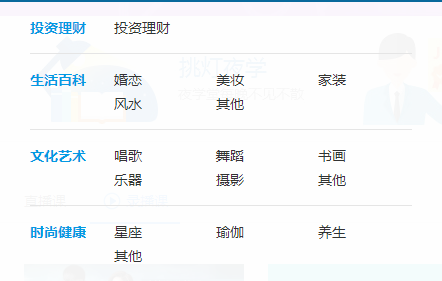 投资理财 投资理财
生活百科 婚恋 美妆 家装
风水 其他
文化艺术 唱歌 舞蹈 书画
乐器 摄影 其他
时尚健康 星座 瑜伽 养生
其他